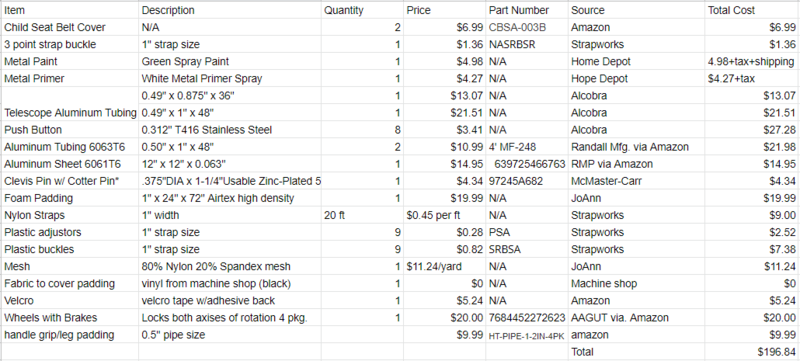 Item Description Quantity Price Part Number Source Total Cost
Child Seat Belt Cover N/A 2 $6.99 CBSA-003B Amazon $6.99
3 point strap buckle 1" strap size 1 $1.36 NASRBSR Strapworks $1.36
Metal Paint Green Spray Paint 1 $4.98 N/A Home Depot 4.98+tax+shipping
Metal Primer White Metal Primer Spray 1 $4.27 N/A Hope Depot $4.27+tax
0.49" x 0.875" x 36" 1 $13.07 N/A Alcobra $13.07
Telescope Aluminum Tubing 0.49" x 1" x 48" 1 $21.51 N/A Alcobra $21.51
Push Button 0.312" T416 Stainless Steel 8 $3.41 N/A Alcobra $27.28
Aluminum Tubing 6063T6 0.50" x 1" x 48" 2 $10.99 4' MF-248 Randall Mfg. via Amazon $21.98
Aluminum Sheet 6061T6 12" x 12" x 0.063" 1 $14.95 639725466763 RMP via Amazon $14.95
Clevis Pin w/ Cotter Pin* .375"DIA x 1-1/4"Usable Zinc-Plated 5 1 $4.34 97245A682 McMaster-Carr $4.34
Foam Padding 1" x 24" x 72" Airtex high density 1 $19.99 N/A JoAnn $19.99
Nylon Straps 1" width 20 ft $0.45 per ft N/A Strapworks $9.00
Plastic adjustors 1" strap size 9 $0.28 PSA Strapworks $2.52
Plastic buckles 1" strap size 9 $0.82 SRBSA Strapworks $7.38
Mesh 80% Nylon 20% Spandex mesh 1 $11.24/yard N/A JoAnn $11.24
Fabric to cover padding vinyl from machine shop (black) 1 $0 N/A Machine shop $0
Velcro velcro tape w/adhesive back 1 $5.24 N/A Amazon $5.24
Wheels with Brakes Locks both axises of rotation 4 pkg. 1 $20.00 7684452272623 AAGUT via. Amazon $20.00
handle grip/leg padding 0.5" pipe size $9.99 HT-PIPE-1-2IN-4PK amazon $9.99
Total $196.84